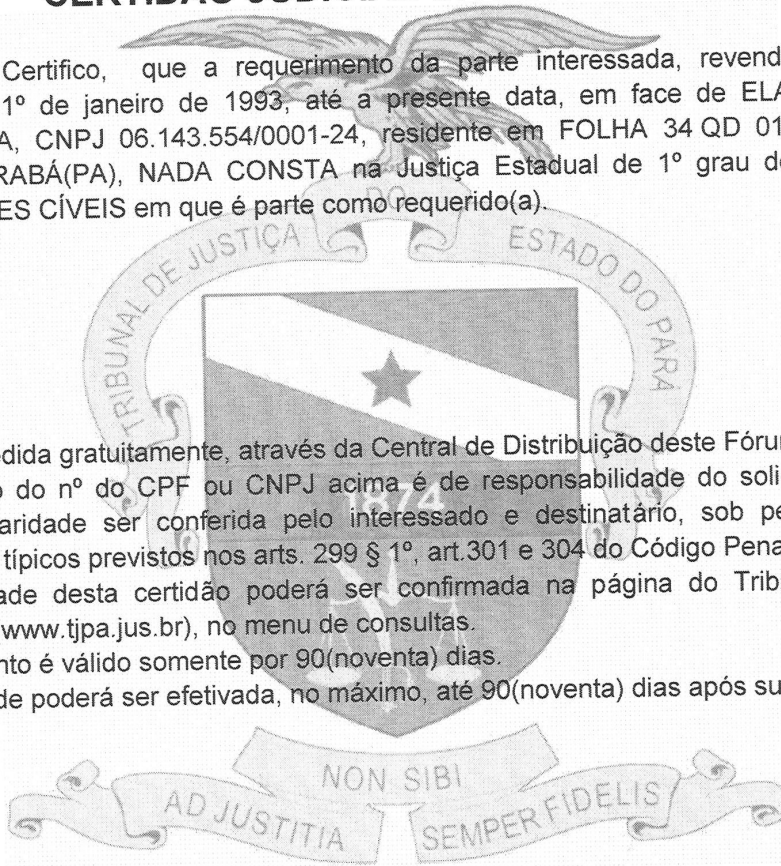 Certifico, que a requerimento da parte interessada, revend
1º de janeiro de 1993, até a presente data, em face de ELA
A, CNPJ 06.143.554/0001-24, residente em FOLHA 34 QD 01
RABÁ(PA), NADA CONSTA na Justiça Estadual de 1º grau d
ES CÍVEIS em que é parte como requerido(a).
TRIBUNAL DE JUSTIÇA DO ESTADO DO PARÁ
edida gratuitamente, através da Central de Distribuição deste Fórum
o do nº do CPF ou CNPJ acima é de responsabilidade do soli
aridade ser conferida pelo interessado e destinatário, sob pe
típicos previstos nos arts. 299 § 1º, art.301 e 304 do Código Pena
ade desta certidão poderá ser confirmada na página do Trib
www.tjpa.jus.br), no menu de consultas.
nto é válido somente por 90(noventa) dias.
de poderá ser efetivada, no máximo, até 90(noventa) dias após su
1874
NON SIBI
AD JUSTITIA SEMPER FIDELIS